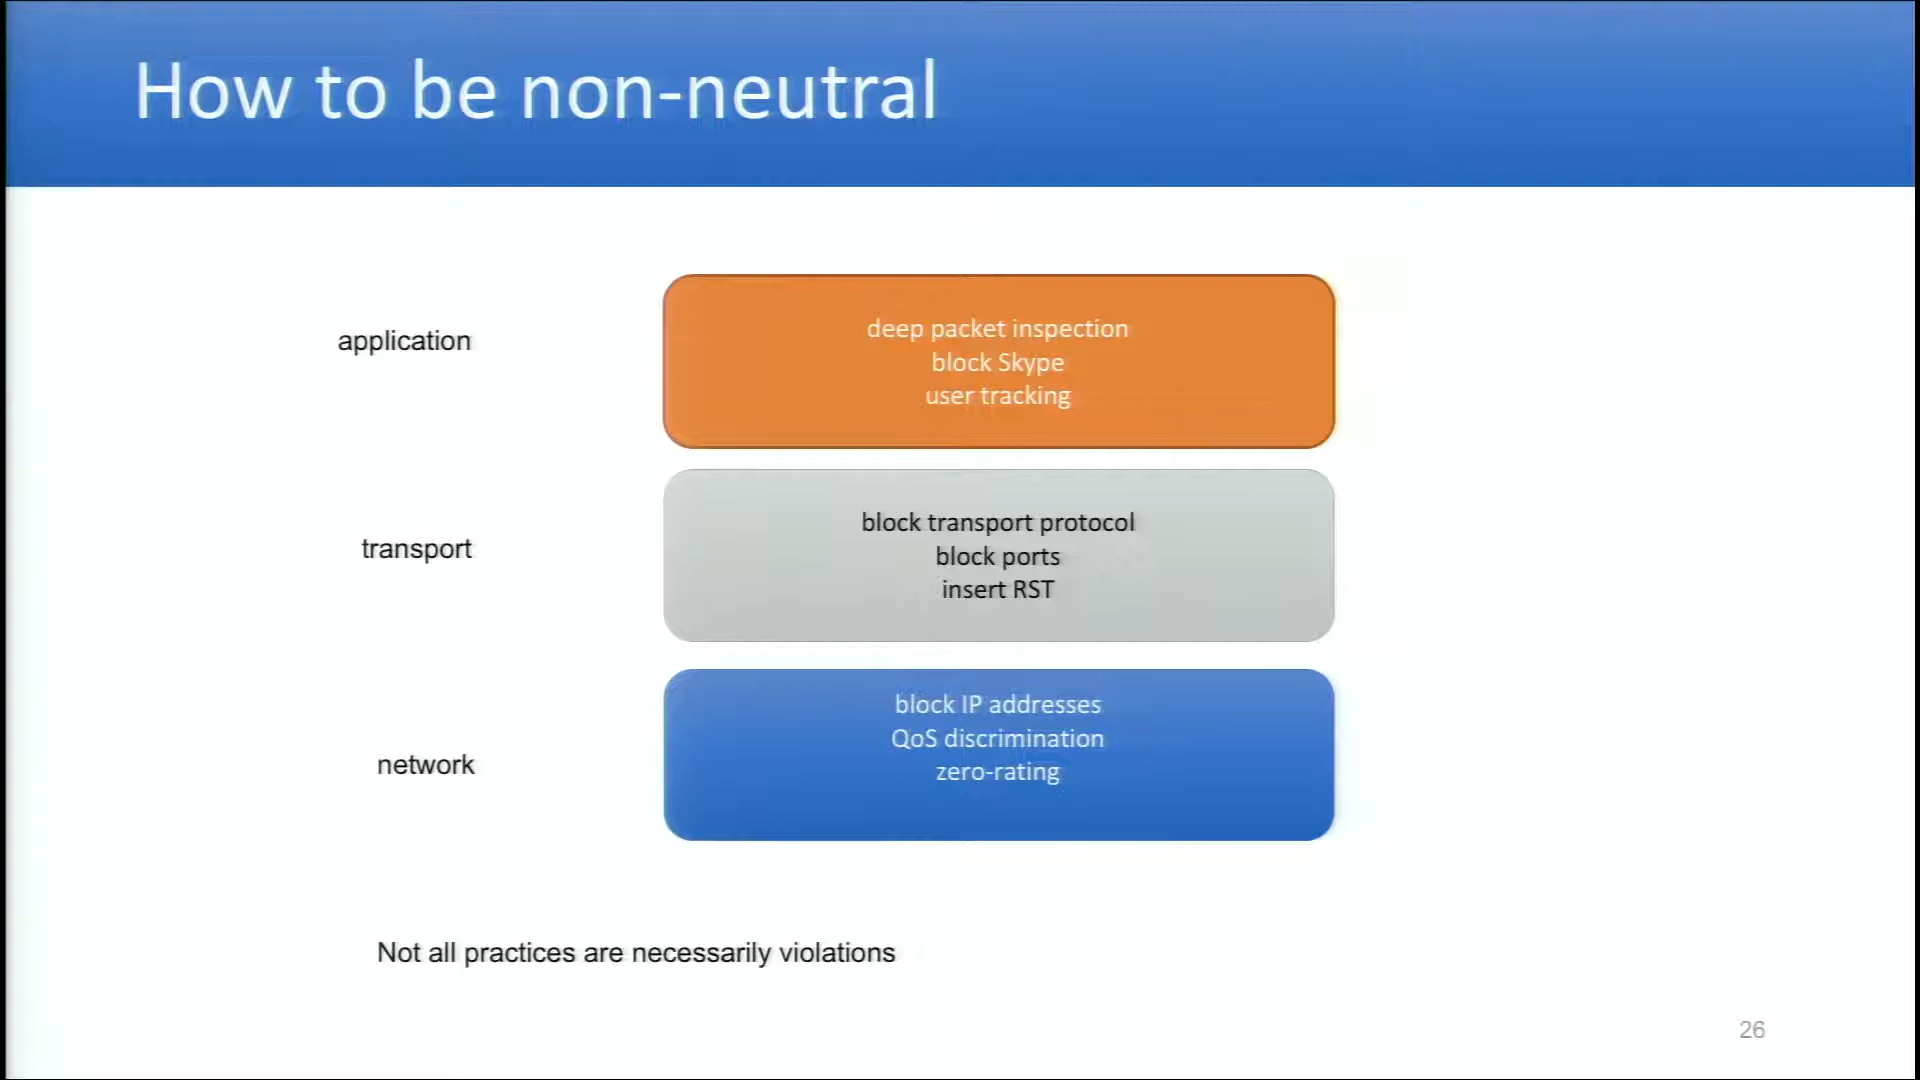 How to be non-neutral
application
deep packet inspection
block Skype
user tracking
transport
block transport protocol
block ports
insert RST
network
block IP addresses
QoS discrimination
zero-rating
Not all practices are necessarily violations
26